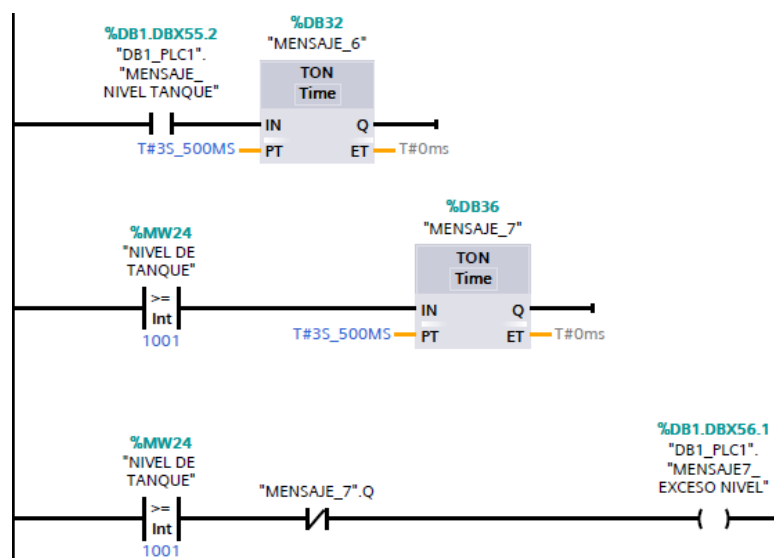 %DB1.DBX55.2
"DB1_PLC1".
"MENSAJE_
NIVEL TANQUE"
%DB32
"MENSAJE_6"
TON
Time
IN
Q
T#3S_500MS
PT
ET
T#0ms
%MW24
"NIVEL DE
TANQUE"
>=
Int
1001
%DB36
"MENSAJE_7"
TON
Time
IN
Q
T#3S_500MS
PT
ET
T#0ms
%MW24
"NIVEL DE
TANQUE"
>=
Int
1001
"MENSAJE_7".Q
%DB1.DBX56.1
"DB1_PLC1".
"MENSAJE7_
EXCESO NIVEL"